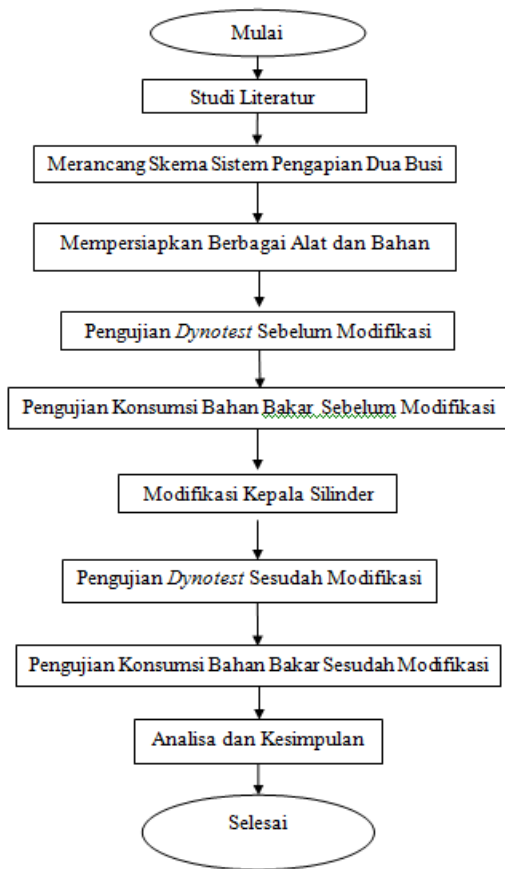 Mulai
Studi Literatur
Merancang Skema Sistem Pengapian Dua Busi
Mempersiapkan Berbagai Alat dan Bahan
Pengujian Dynotest Sebelum Modifikasi
Pengujian Konsumsi Bahan Bakar Sebelum Modifikasi
Modifikasi Kepala Silinder
Pengujian Dynotest Sesudah Modifikasi
Pengujian Konsumsi Bahan Bakar Sesudah Modifikasi
Analisa dan Kesimpulan
Selesai